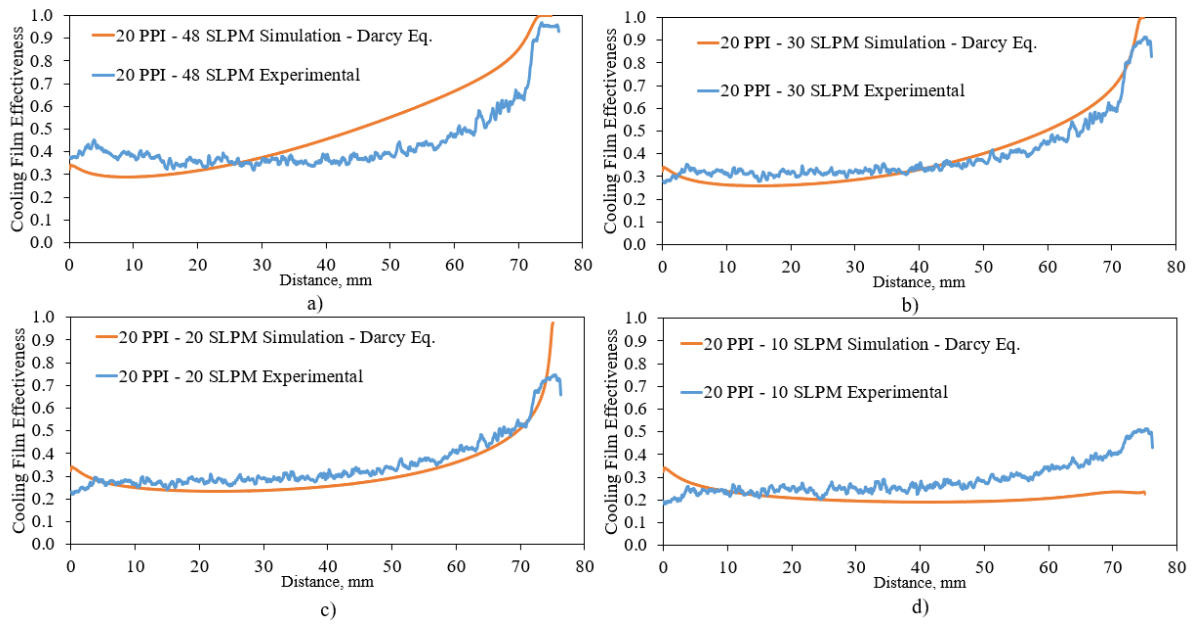 20 PPI - 48 SLPM Simulation - Darcy Eq.
20 PPI - 48 SLPM Experimental
Cooling Film Effectiveness
1.0
0.9
0.8
0.7
0.6
0.5
0.4
0.3
0.2
0.1
0.0
0 10 20 30 40 50 60 70 80
Distance, mm
a)
20 PPI - 30 SLPM Simulation - Darcy Eq.
20 PPI - 30 SLPM Experimental
Cooling Film Effectiveness
1.0
0.9
0.8
0.7
0.6
0.5
0.4
0.3
0.2
0.1
0.0
0 10 20 30 40 50 60 70 80
Distance, mm
b)
20 PPI - 20 SLPM Simulation - Darcy Eq.
20 PPI - 20 SLPM Experimental
Cooling Film Effectiveness
1.0
0.9
0.8
0.7
0.6
0.5
0.4
0.3
0.2
0.1
0.0
0 10 20 30 40 50 60 70 80
Distance, mm
c)
20 PPI - 10 SLPM Simulation - Darcy Eq.
20 PPI - 10 SLPM Experimental
Cooling Film Effectiveness
1.0
0.9
0.8
0.7
0.6
0.5
0.4
0.3
0.2
0.1
0.0
0 10 20 30 40 50 60 70 80
Distance, mm
d)